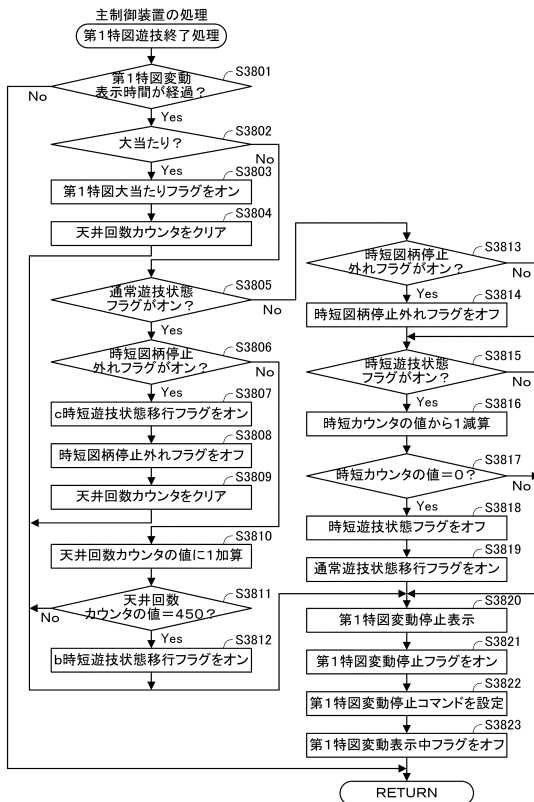 主制御装置の処理
第1特図遊技終了処理
S3801
第1特図変動
表示時間が経過？
No
Yes
S3802
大当たり？
No
Yes
S3803
第1特図大当たりフラグをオン
S3804
天井回数カウンタをクリア
S3805
通常遊技状態
フラグがオン？
No
Yes
S3806
時短図柄停止
外れフラグがオン？
No
Yes
S3807
c時短遊技状態移行フラグをオン
S3808
時短図柄停止外れフラグをオフ
S3809
天井回数カウンタをクリア
S3810
天井回数カウンタの値に1加算
S3811
天井回数
カウンタの値=450？
No
Yes
S3812
b時短遊技状態移行フラグをオン
S3813
時短図柄停止
外れフラグがオン？
No
Yes
S3814
時短図柄停止外れフラグをオフ
S3815
時短遊技状態
フラグがオン？
No
Yes
S3816
時短カウンタの値から1減算
S3817
時短カウンタの値=0？
No
Yes
S3818
時短遊技状態フラグをオフ
S3819
通常遊技状態移行フラグをオン
S3820
第1特図変動停止表示
S3821
第1特図変動停止フラグをオン
S3822
第1特図変動停止コマンドを設定
S3823
第1特図変動表示中フラグをオフ
RETURN